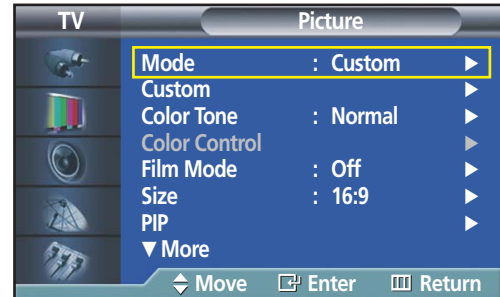 TV Picture
Mode : Custom ▶
Custom ▶
Color Tone : Normal ▶
Color Control ▶
Film Mode : Off ▶
Size : 16:9 ▶
PIP ▶
▼ More
Move Enter Return